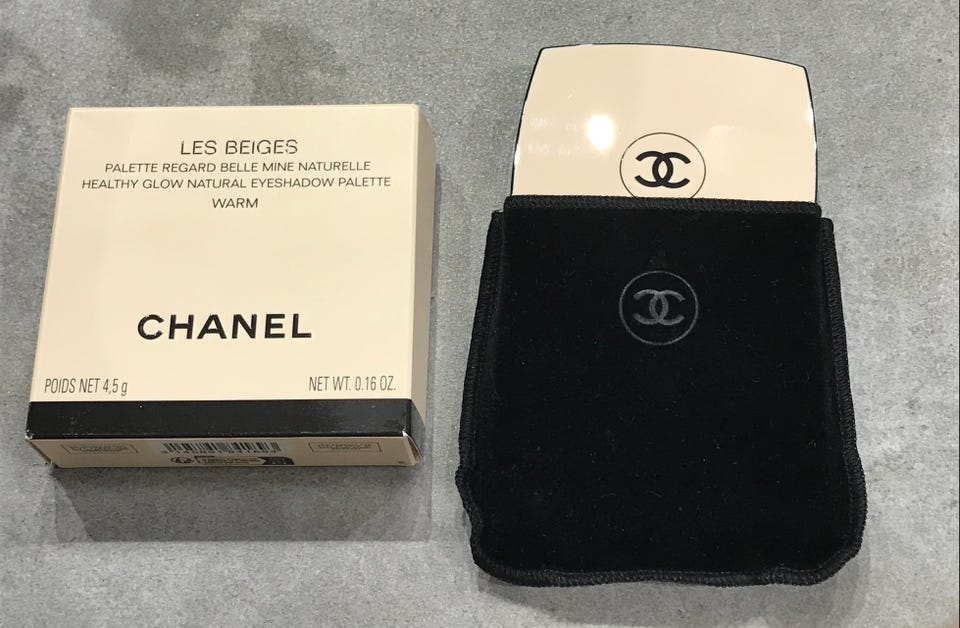 LES BEIGES
PALETTE REGARD BELLE MINE NATURELLE
HEALTHY GLOW NATURAL EYESHADOW PALETTE
WARM
CHANEL
POIDS NET 4,5 g
NET WT. 0.16 OZ.